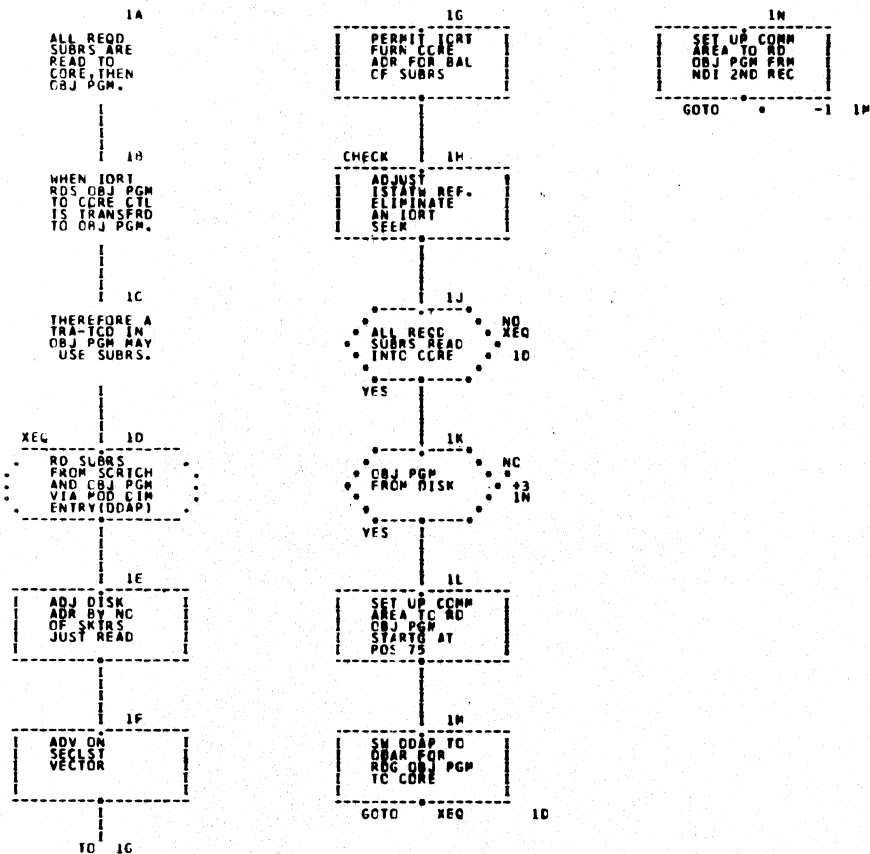 1A
ALL REQD
SUBRS ARE
READ TO
CORE,THEN
OBJ PGM.
1B
WHEN IORT
RDS OBJ PGM
TO CORE CTL
IS TRANSFRD
TO OBJ PGM.
1C
THEREFORE A
TRA-TCD IN
OBJ PGM MAY
USE SUBRS.
XEQ 1D
RD SUBRS
FROM SCRTCH
AND OBJ PGM
VIA MOD CIM
ENTRY(DDAP)
1E
ADJ DISK
ADR BY NO
OF SKTRS
JUST READ
1F
ADV ON
SECLST
VECTOR
TO 1G
1G
PERMIT IORT
FURN CORE
ADR FOR BAL
OF SUBRS
CHECK 1H
ADJUST
ISTATW REF.
ELIMINATE
AN IORT
SEEK
1J
ALL REQD
SUBRS READ
INTO CORE
NO
XEQ
1D
YES
1K
OBJ PGM
FROM DISK
NO
+3
1N
YES
1L
SET UP COMM
AREA TO RD
OBJ PGM
STARTG AT
POS 75
1M
SW DDAP TO
DBAR FOR
RDG OBJ PGM
TO CORE
GOTO XEQ 1D
1N
SET UP COMM
AREA TO RD
OBJ PGM FRM
NDI 2ND REC
GOTO * -1 1M